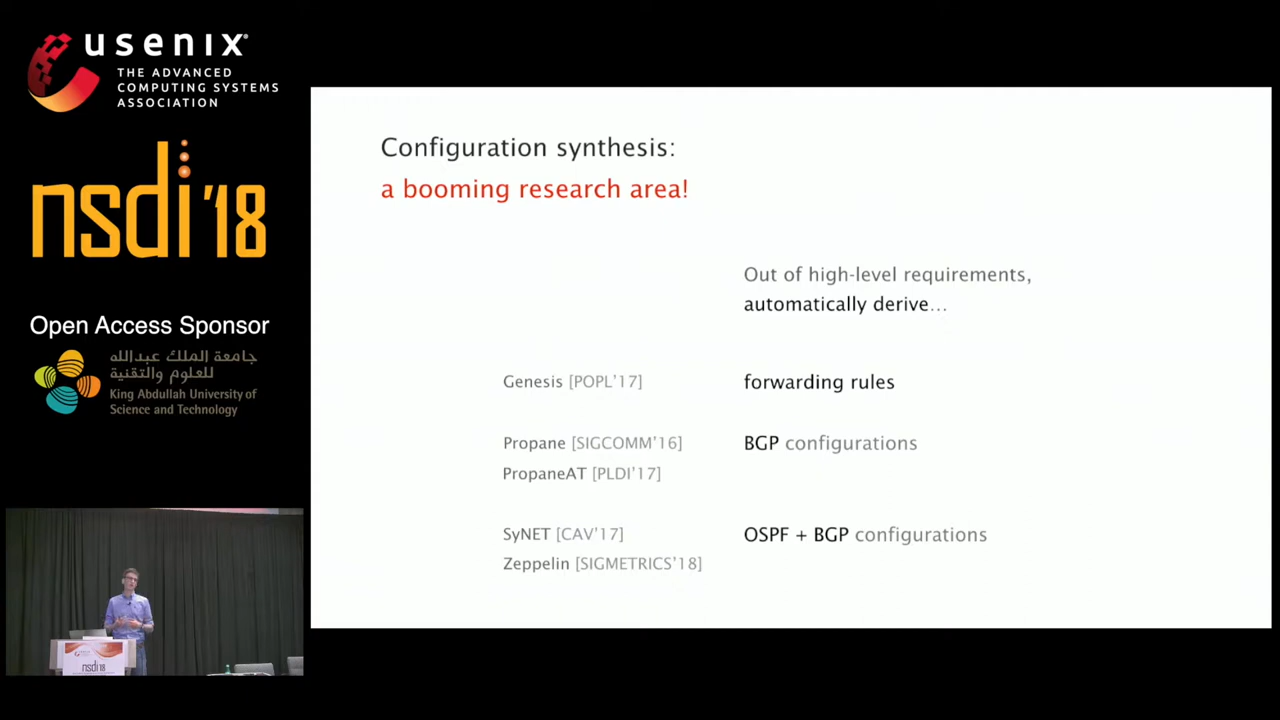 usenix
THE ADVANCED
COMPUTING SYSTEMS
ASSOCIATION
nsdi '18
Open Access Sponsor
جامعة الملك عبدالله
للعلوم والتقنية
King Abdullah University of
Science and Technology
Configuration synthesis:
a booming research area!
Out of high-level requirements,
automatically derive...
Genesis [POPL'17] forwarding rules
Propane [SIGCOMM'16] BGP configurations
PropaneAT [PLDI'17]
SyNET [CAV'17] OSPF + BGP configurations
Zeppelin [SIGMETRICS'18]
nsdi'18